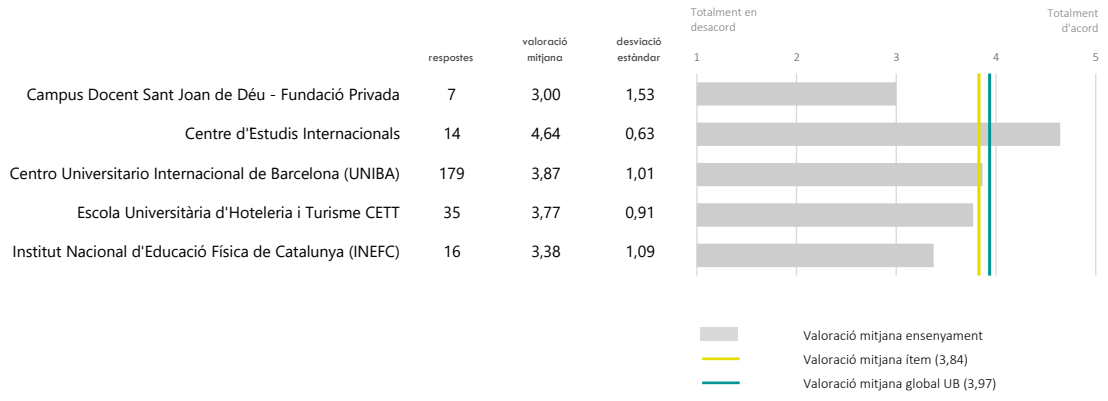 Totalment en desacord
Totalment d'acord
respostes valoració mitjana desviació estàndar
1 2 3 4 5
Campus Docent Sant Joan de Déu - Fundació Privada 7 3,00 1,53
Centre d'Estudis Internacionals 14 4,64 0,63
Centro Universitario Internacional de Barcelona (UNIBA) 179 3,87 1,01
Escola Universitària d'Hoteleria i Turisme CETT 35 3,77 0,91
Institut Nacional d'Educació Física de Catalunya (INEFC) 16 3,38 1,09
Valoració mitjana ensenyament
Valoració mitjana ítem (3,84)
Valoració mitjana global UB (3,97)